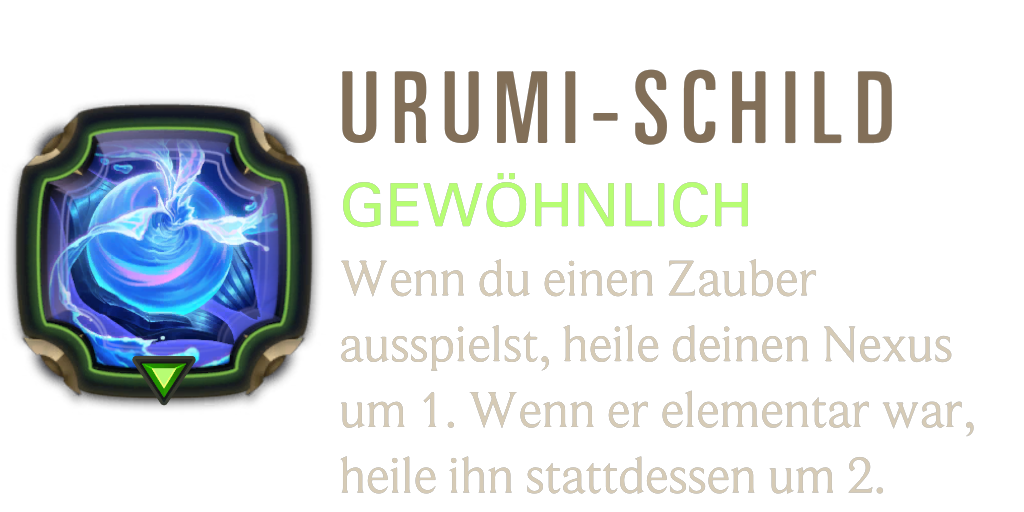 URUMI-SCHILD
GEWÖHNLICH
Wenn du einen Zauber
ausspielst, heile deinen Nexus
um 1. Wenn er elementar war,
heile ihn stattdessen um 2.